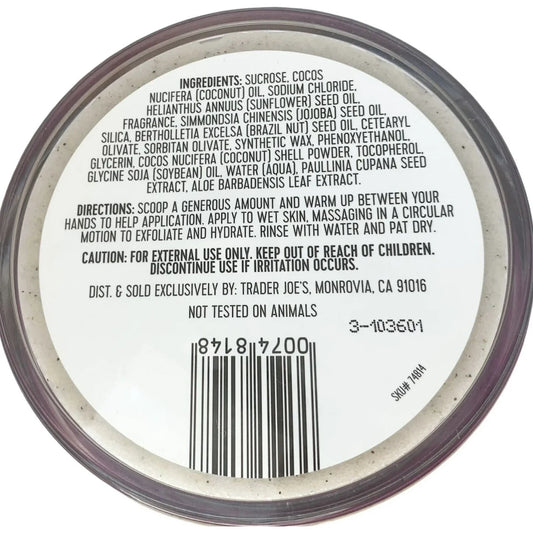 INGREDIENTS: SUCROSE, COCOS
NUCIFERA (COCONUT) OIL, SODIUM CHLORIDE,
HELIANTHUS ANNUUS (SUNFLOWER) SEED OIL,
FRAGRANCE, SIMMONDSIA CHINENSIS (JOJOBA) SEED OIL,
SILICA, BERTHOLLETIA EXCELSA (BRAZIL NUT) SEED OIL, CETEARYL
OLIVATE, SORBITAN OLIVATE, SYNTHETIC WAX, PHENOXYETHANOL,
GLYCERIN, COCOS NUCIFERA (COCONUT) SHELL POWDER, TOCOPHEROL,
GLYCINE SOJA (SOYBEAN) OIL, WATER (AQUA), PAULLINIA CUPANA SEED
EXTRACT, ALOE BARBADENSIS LEAF EXTRACT.
DIRECTIONS: SCOOP A GENEROUS AMOUNT AND WARM UP BETWEEN YOUR
HANDS TO HELP APPLICATION. APPLY TO WET SKIN, MASSAGING IN A CIRCULAR
MOTION TO EXFOLIATE AND HYDRATE. RINSE WITH WATER AND PAT DRY.
CAUTION: FOR EXTERNAL USE ONLY. KEEP OUT OF REACH OF CHILDREN.
DISCONTINUE USE IF IRRITATION OCCURS.
DIST. & SOLD EXCLUSIVELY BY: TRADER JOE'S, MONROVIA, CA 91016
NOT TESTED ON ANIMALS
3-103601
0074 8148
SKU# 74814